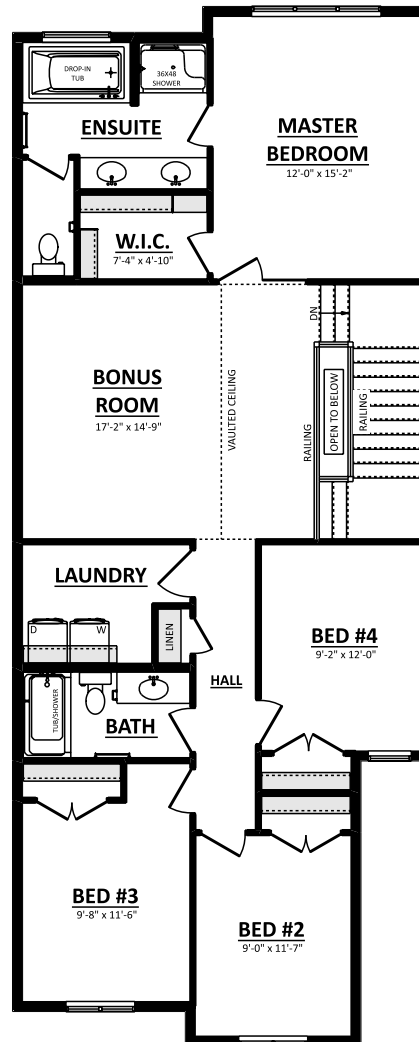 DROP-IN
TUB
36X48
SHOWER
ENSUITE
MASTER
BEDROOM
12'-0" x 15'-2"
W.I.C.
7'-4" x 4'-10"
DN
BONUS
ROOM
17'-2" x 14'-9"
VAULTED CEILING
RAILING
OPEN TO BELOW
RAILING
LAUNDRY
D
W
LINEN
BED #4
9'-2" x 12'-0"
HALL
TUB/SHOWER
BATH
BED #3
9'-8" x 11'-6"
BED #2
9'-0" x 11'-7"